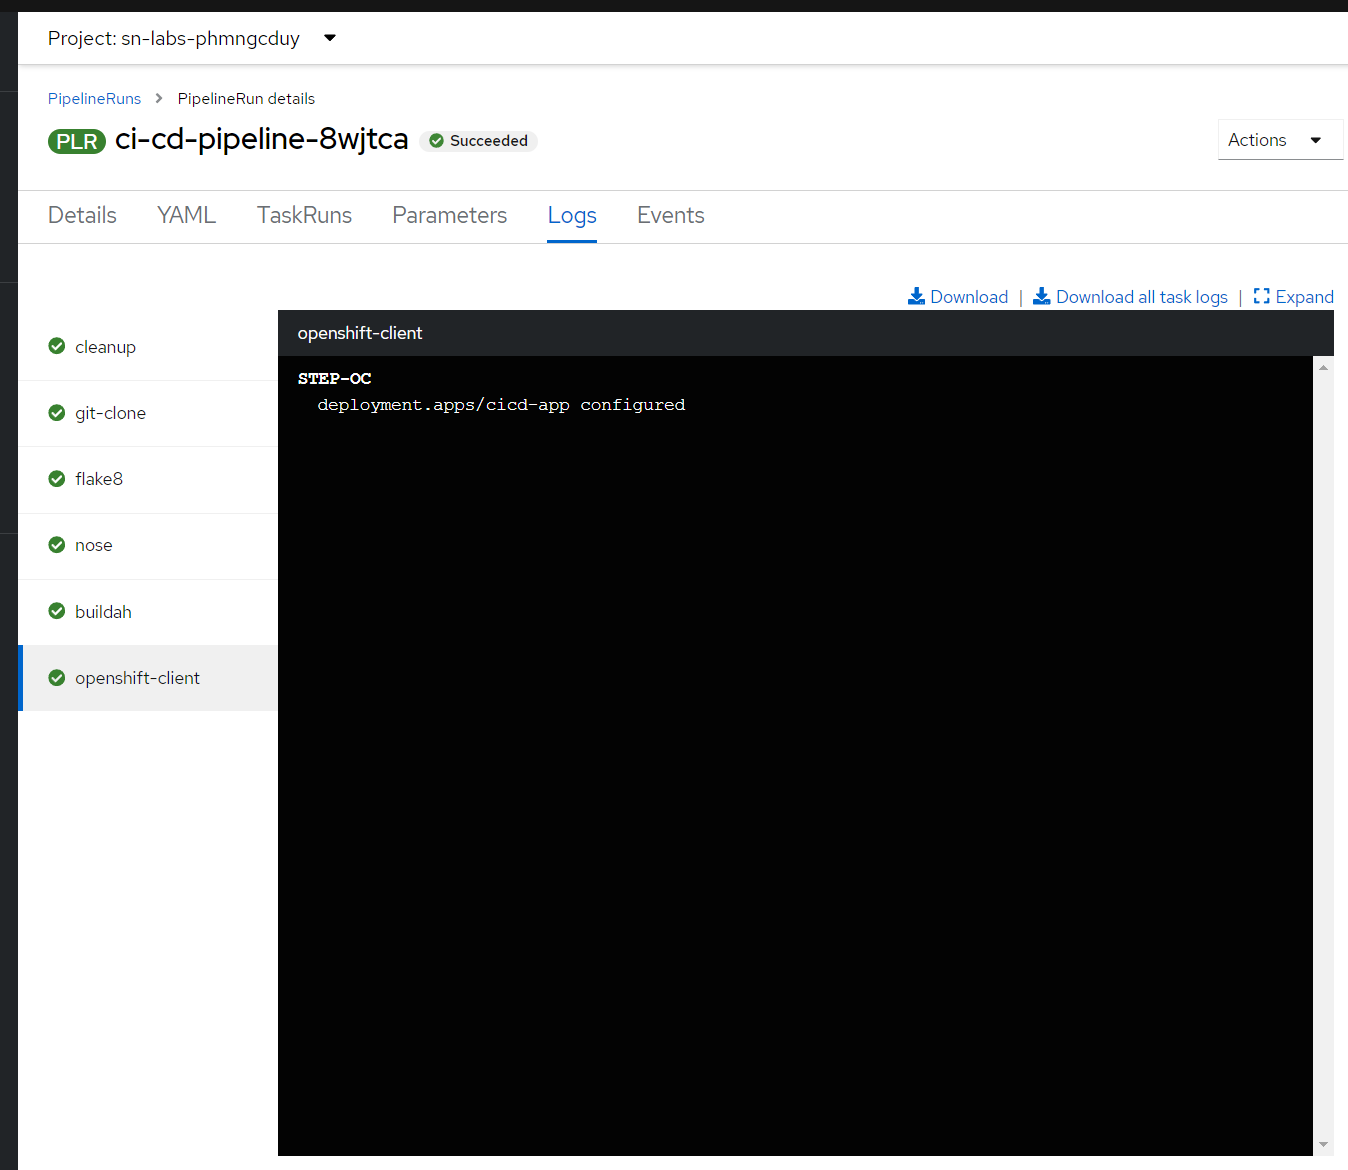 Project: sn-labs-phmngcduy
PipelineRuns > PipelineRun details
PLR ci-cd-pipeline-8wjtca Succeeded
Actions
Details YAML TaskRuns Parameters Logs Events
Download | Download all task logs | Expand
cleanup
git-clone
flake8
nose
buildah
openshift-client
openshift-client
STEP-OC
deployment.apps/cicd-app configured